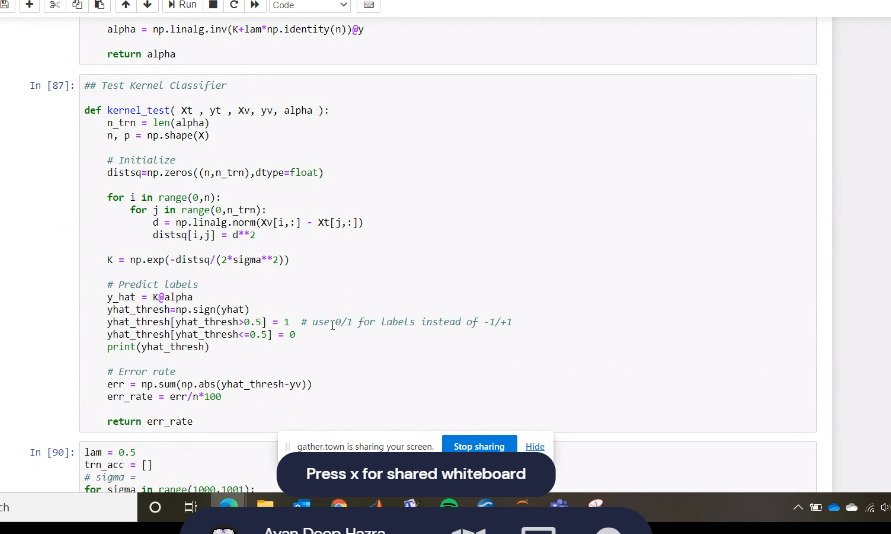 Run
Code
alpha = np.linalg.inv(K+lam*np.identity(n))@y
return alpha
In [87]:
## Test Kernel Classifier
def kernel_test( Xt , yt , Xv, yv, alpha ):
n_trn = len(alpha)
n, p = np.shape(X)
# Initialize
distsq=np.zeros((n,n_trn),dtype=float)
for i in range(0,n):
for j in range(0,n_trn):
d = np.linalg.norm(Xv[i,:] - Xt[j,:])
distsq[i,j] = d**2
K = np.exp(-distsq/(2*sigma**2))
# Predict labels
y_hat = K@alpha
yhat_thresh=np.sign(yhat)
yhat_thresh[yhat_thresh>0.5] = 1 # use 0/1 for labels instead of -1/+1
yhat_thresh[yhat_thresh<=0.5] = 0
print(yhat_thresh)
# Error rate
err = np.sum(np.abs(yhat_thresh-yv))
err_rate = err/n*100
return err_rate
gather.town is sharing your screen. Stop sharing Hide
In [90]:
lam = 0.5
trn_acc = []
# sigma =
for sigma in range(1000,1001):
Press x for shared whiteboard
ch
Ayan Deep Hazra